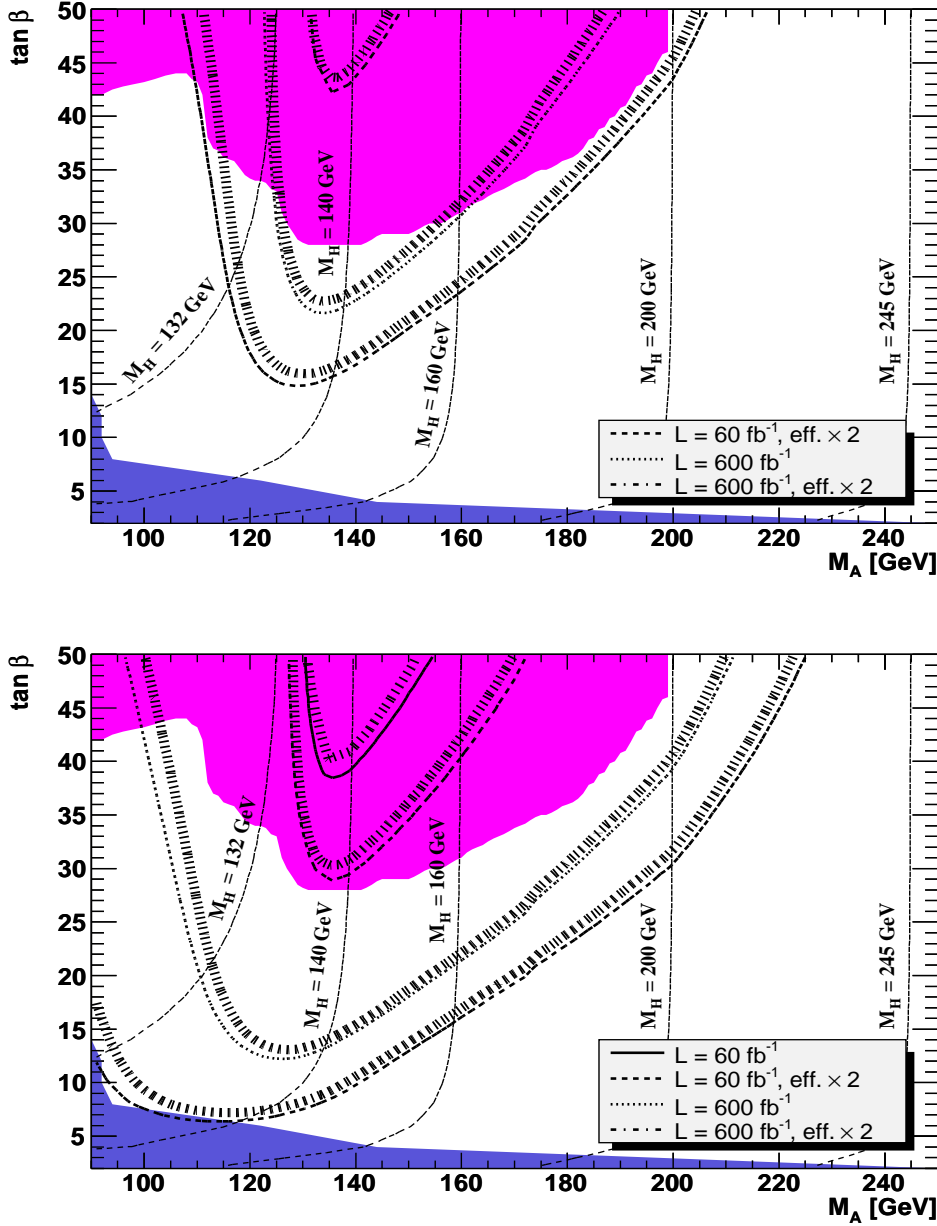 tan β
50
45
40
35
30
25
20
15
10
5
M_H = 132 GeV
M_H = 140 GeV
M_H = 160 GeV
M_H = 200 GeV
M_H = 245 GeV
L = 60 fb⁻¹, eff. × 2
L = 600 fb⁻¹
L = 600 fb⁻¹, eff. × 2
100 120 140 160 180 200 220 240
M_A [GeV]
tan β
50
45
40
35
30
25
20
15
10
5
M_H = 132 GeV
M_H = 140 GeV
M_H = 160 GeV
M_H = 200 GeV
M_H = 245 GeV
L = 60 fb⁻¹
L = 60 fb⁻¹, eff. × 2
L = 600 fb⁻¹
L = 600 fb⁻¹, eff. × 2
100 120 140 160 180 200 220 240
M_A [GeV]